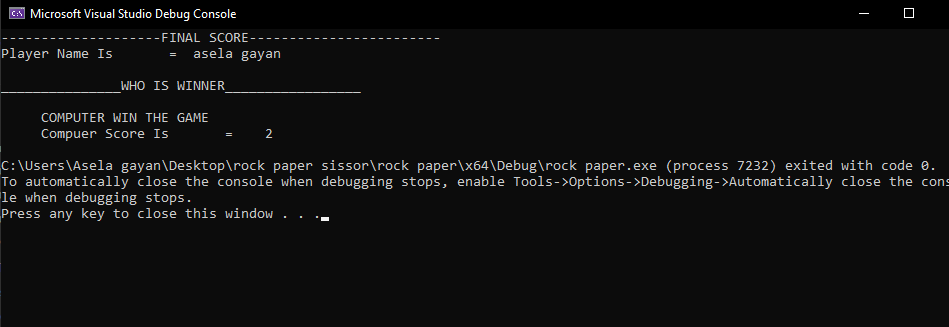 Microsoft Visual Studio Debug Console
--------------------FINAL SCORE------------------------
Player Name Is       =  asela gayan
_______________WHO IS WINNER_________________
COMPUTER WIN THE GAME
Compuer Score Is       =    2
C:\Users\Asela gayan\Desktop\rock paper sissor\rock paper\x64\Debug\rock paper.exe (process 7232) exited with code 0.
To automatically close the console when debugging stops, enable Tools->Options->Debugging->Automatically close the cons
le when debugging stops.
Press any key to close this window . . .